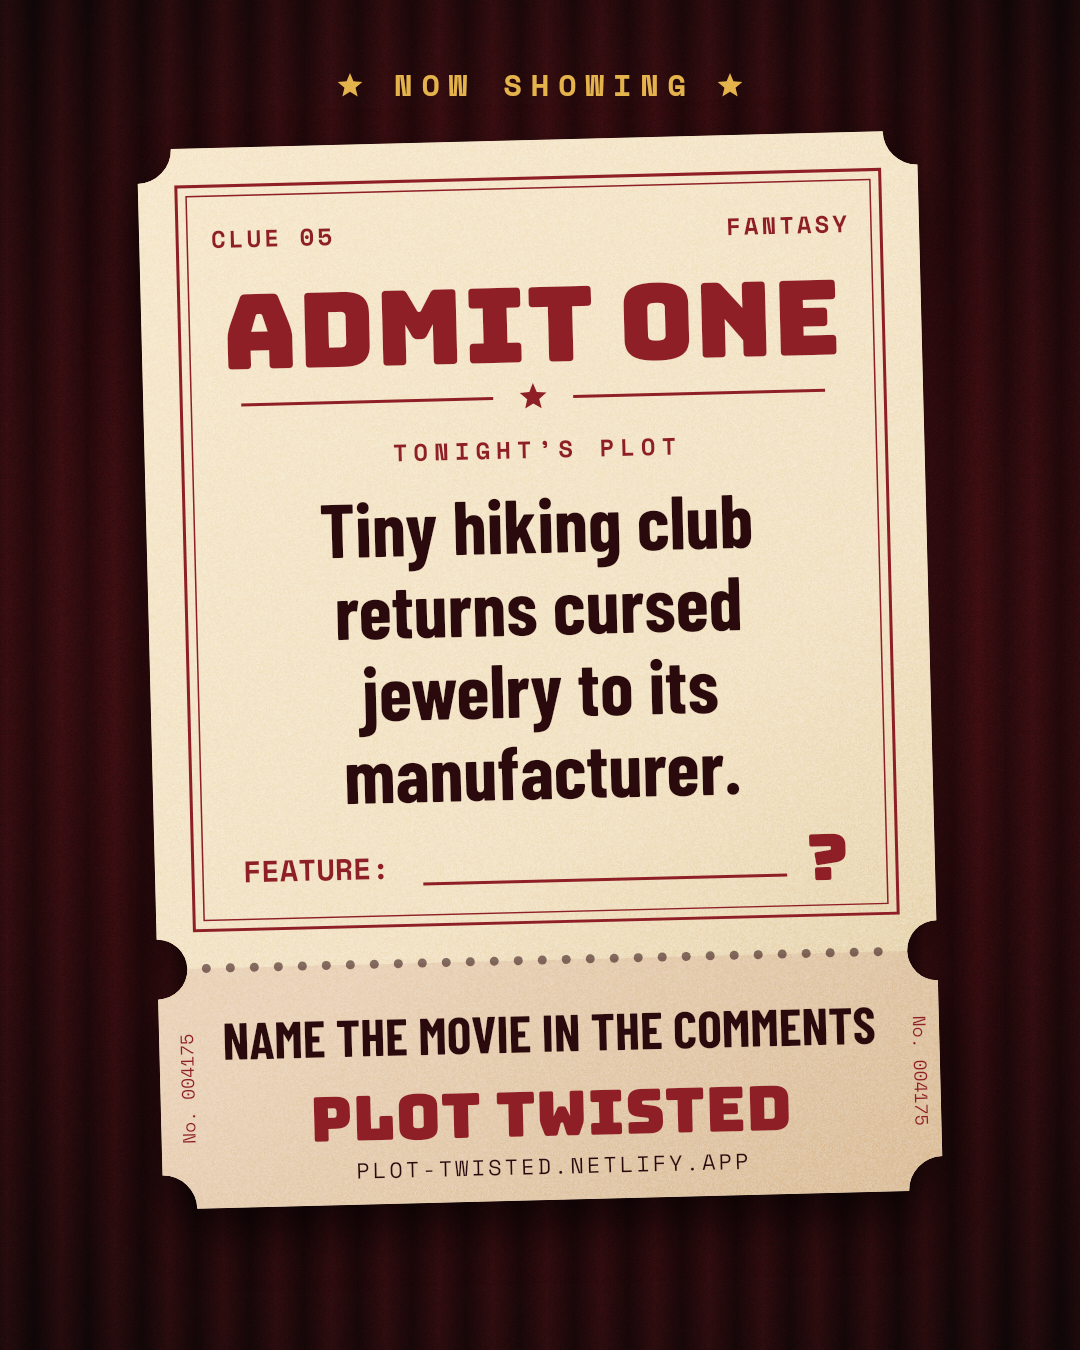 ★ NOW SHOWING ★
CLUE 05
FANTASY
ADMIT ONE
TONIGHT’S PLOT
Tiny hiking club
returns cursed
jewelry to its
manufacturer.
FEATURE: ?
NAME THE MOVIE IN THE COMMENTS
No. 004175
No. 004175
PLOT TWISTED
PLOT-TWISTED.NETLIFY.APP